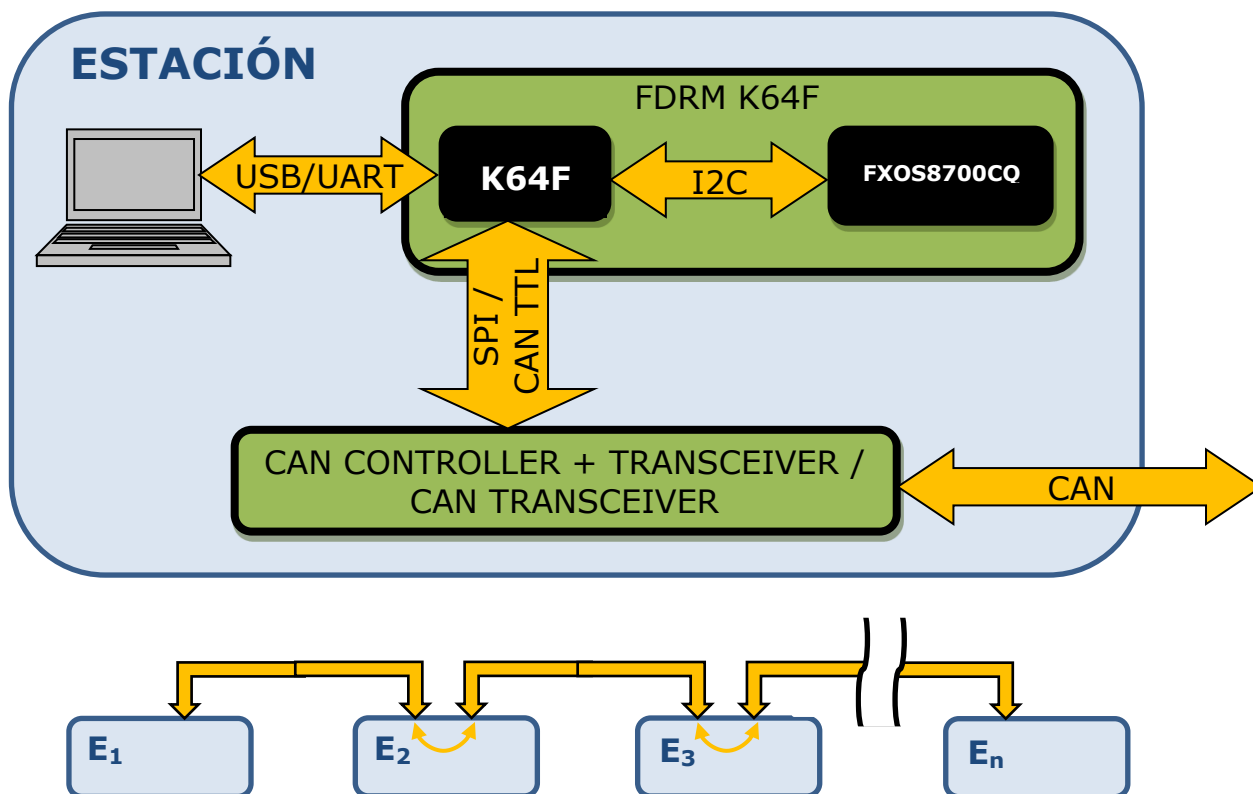 ESTACIÓN
FDRM K64F
USB/UART
K64F
I2C
FXOS8700CQ
SPI /
CAN TTL
CAN CONTROLLER + TRANSCEIVER /
CAN TRANSCEIVER
CAN
E1
E2
E3
En